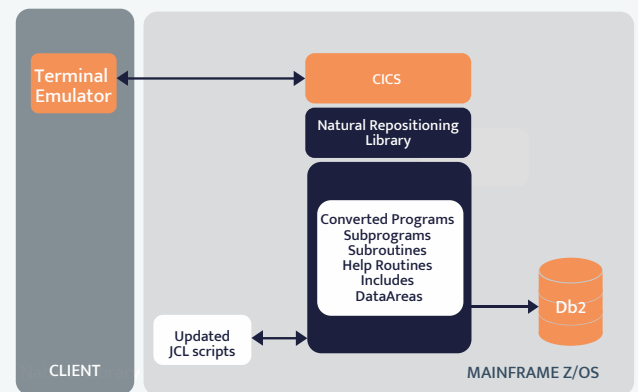 Terminal
Emulator
CICS
Natural Repositioning
Library
Converted Programs
Subprograms
Subroutines
Help Routines
Includes
DataAreas
Db2
Updated
JCL scripts
CLIENT
MAINFRAME Z/OS